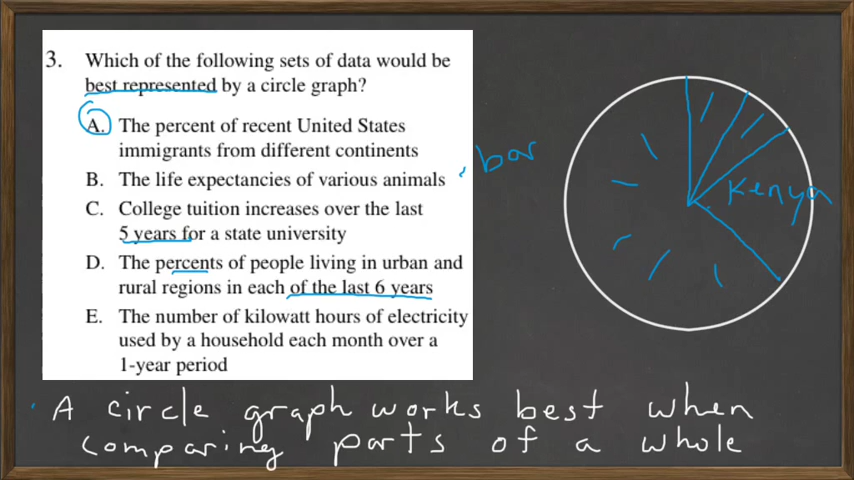 3. Which of the following sets of data would be
best represented by a circle graph?
A. The percent of recent United States
immigrants from different continents
B. The life expectancies of various animals
bar
C. College tuition increases over the last
5 years for a state university
D. The percents of people living in urban and
rural regions in each of the last 6 years
E. The number of kilowatt hours of electricity
used by a household each month over a
1-year period
Kenya
A circle graph works best when
comparing parts of a whole